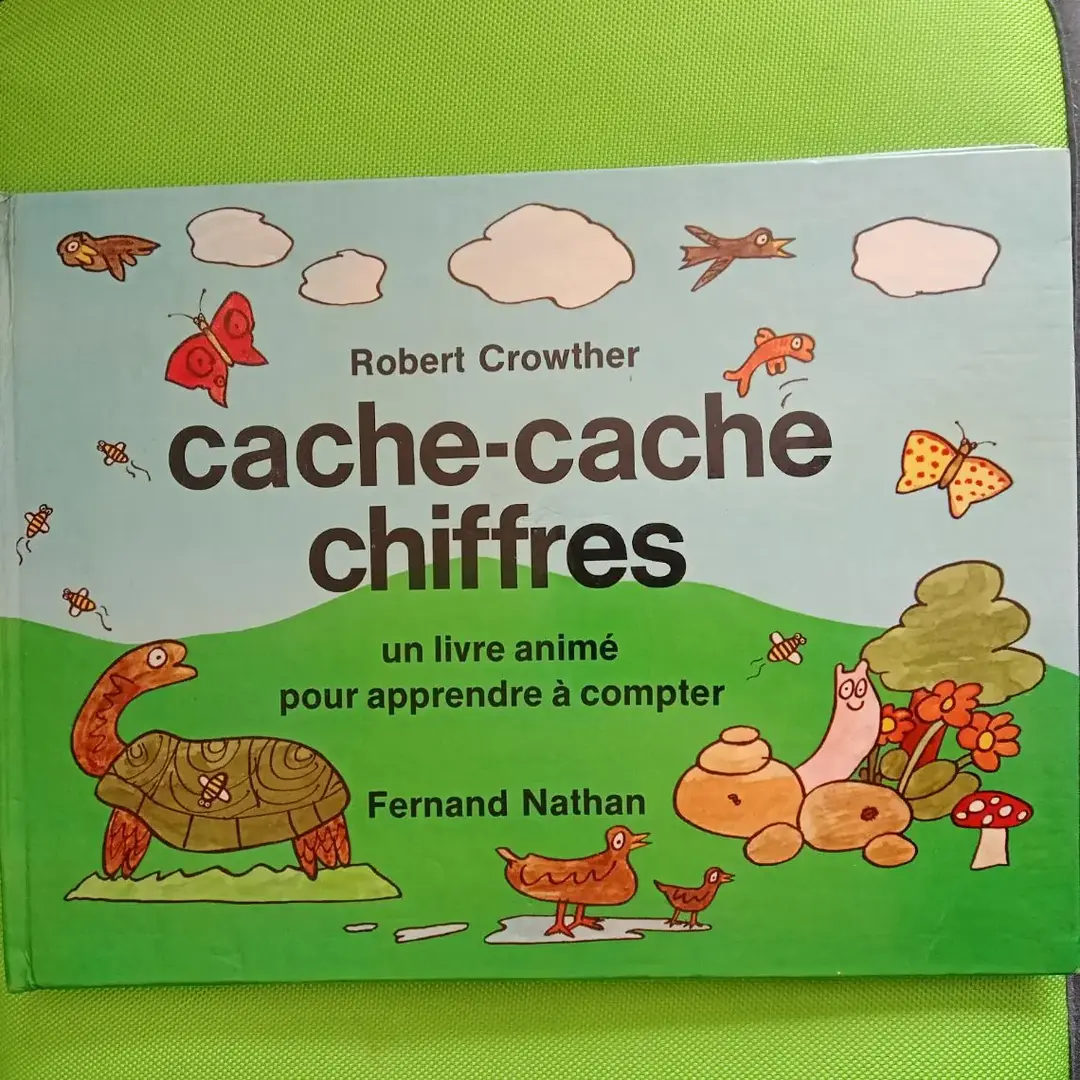 Robert Crowther
cache-cache
chiffres
un livre animé
pour apprendre à compter
Fernand Nathan